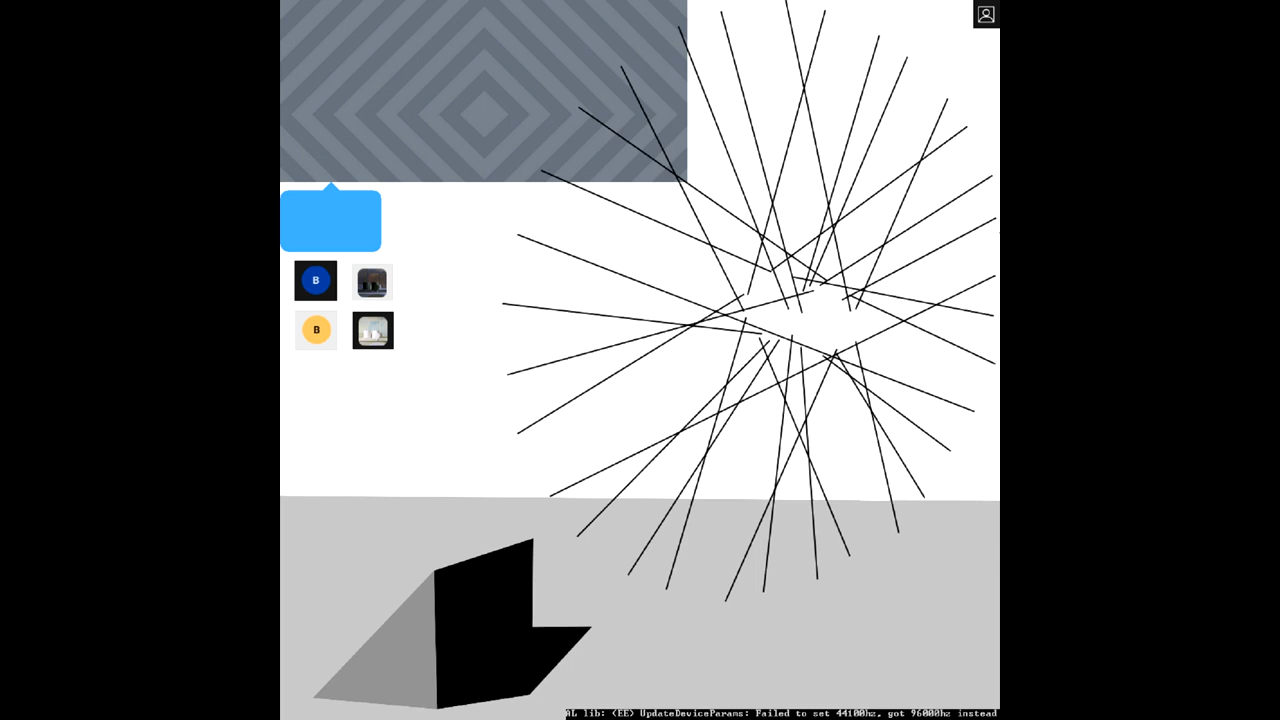 B
B
AL lib: (EE) UpdateDeviceParams: Failed to set 44100hz, got 96000hz instead